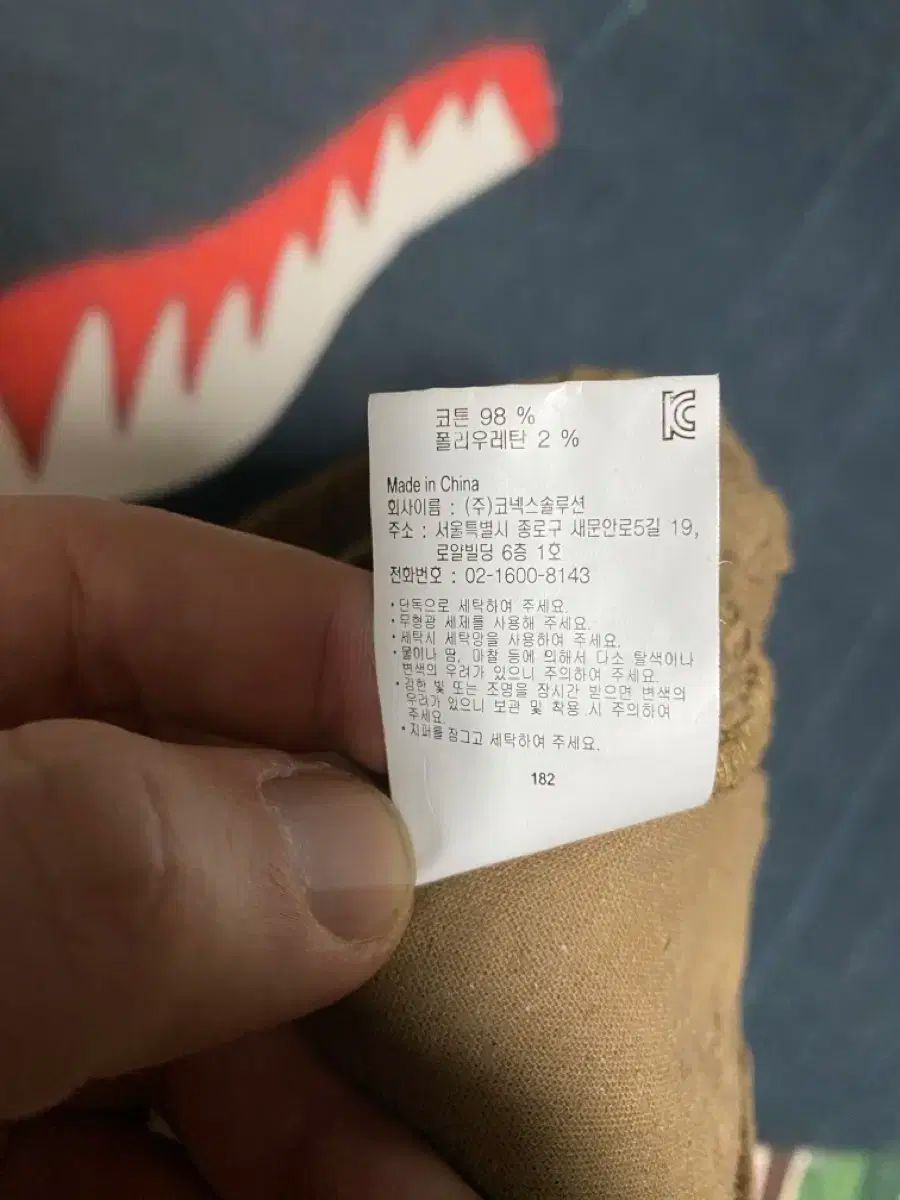 코튼 98 %
폴리우레탄 2 %
KC
Made in China
회사이름 : (주)코넥스솔루션
주소 : 서울특별시 종로구 새문안로5길 19,
로얄빌딩 6층 1호
전화번호 : 02-1600-8143
・단독으로 세탁하여 주세요.
・무형광 세제를 사용해 주세요.
・세탁시 세탁망을 사용하여 주세요.
・물이나 땀, 마찰 등에 의해서 다소 탈색이나
변색의 우려가 있으니 주의하여 주세요.
・강한 빛 또는 조명을 장시간 받으면 변색의
우려가 있으니 보관 및 착용 시 주의하여
주세요.
・지퍼를 잠그고 세탁하여 주세요.
182